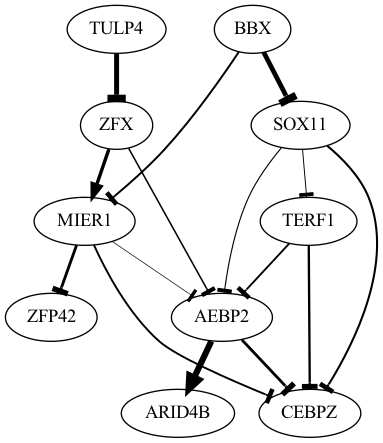 TULP4 BBX
ZFX SOX11
MIER1 TERF1
ZFP42 AEBP2
ARID4B CEBPZ